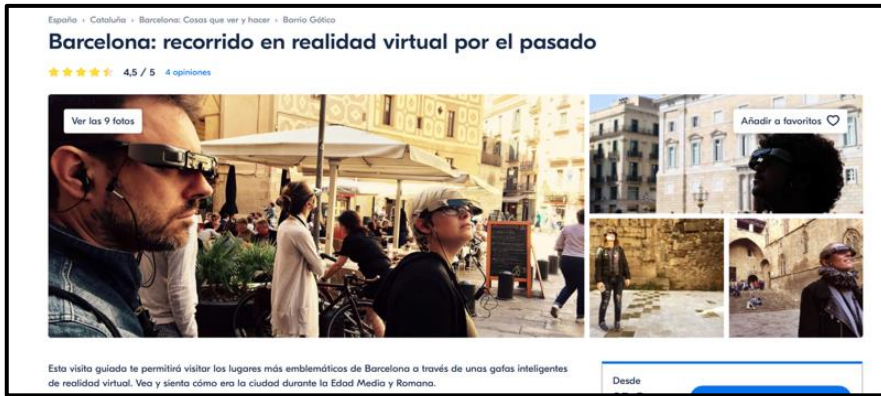 España › Cataluña › Barcelona: Cosas que ver y hacer › Barrio Gótico
Barcelona: recorrido en realidad virtual por el pasado
4,5 / 5 4 opiniones
Ver las 9 fotos
Añadir a favoritos
Esta visita guiada te permitirá visitar los lugares más emblemáticos de Barcelona a través de unas gafas inteligentes
de realidad virtual. Vea y sienta cómo era la ciudad durante la Edad Media y Romana.
Desde